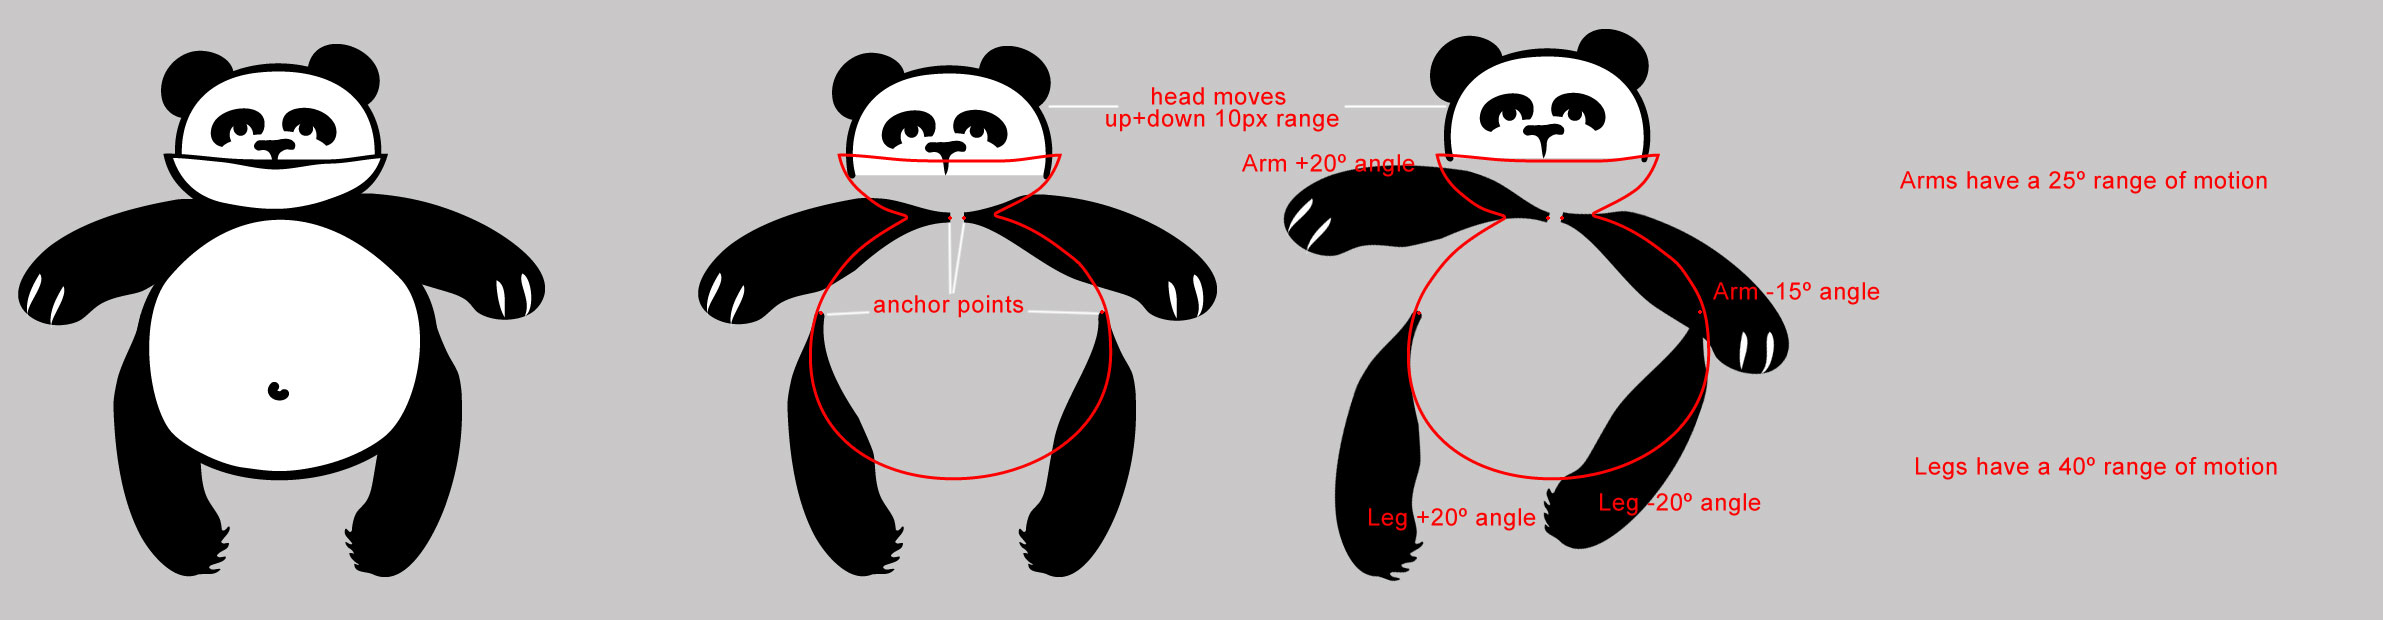 head moves
up+down 10px range
Arm +20º angle
Arms have a 25º range of motion
anchor points
Arm -15º angle
Legs have a 40º range of motion
Leg +20º angle
Leg -20º angle